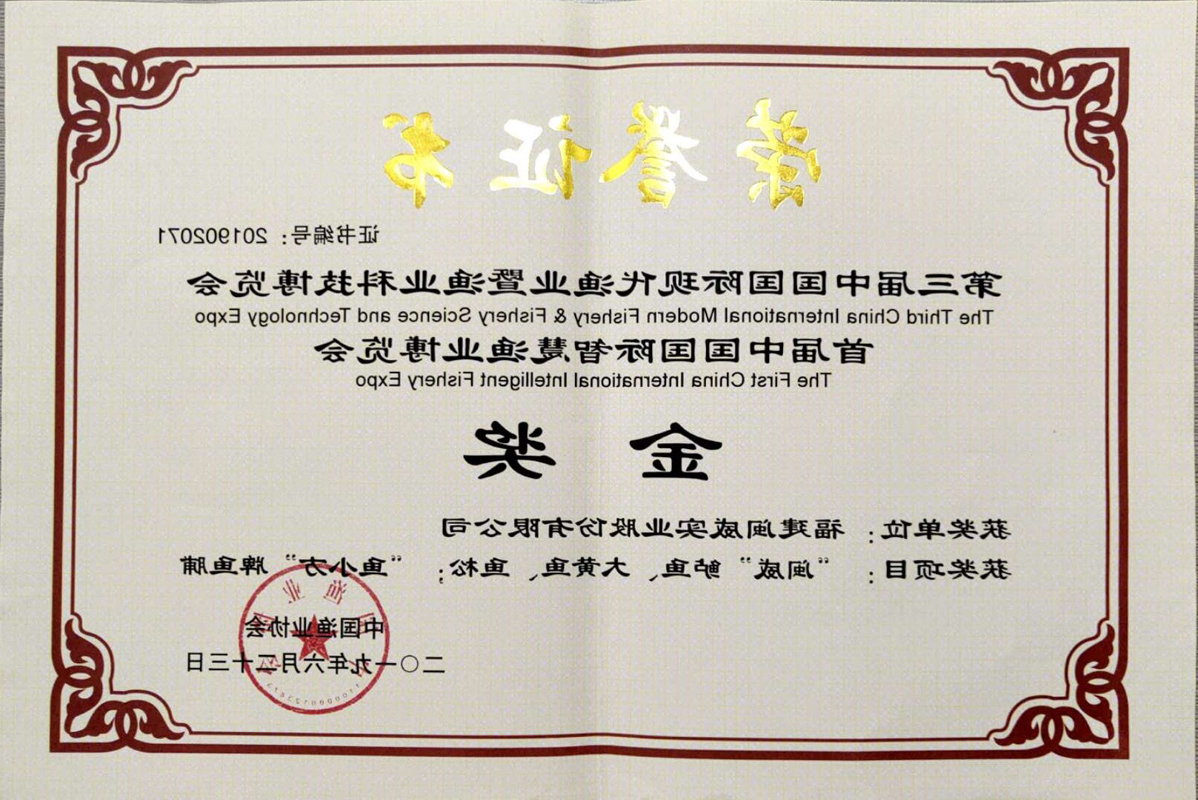 荣誉证书
证书编号：201902071
第三届中国国际现代渔业暨渔业科技博览会
The Third China International Modern Fishery & Fishery Science and Technology Expo
首届中国国际智慧渔业博览会
The First China International Intelligent Fishery Expo
金奖
获奖单位：福建闽威实业股份有限公司
获奖项目：“闽威”鲈鱼、大黄鱼、鱼松；“鱼小方”牌鱼脯
中国渔业协会
二〇一九年六月二十三日